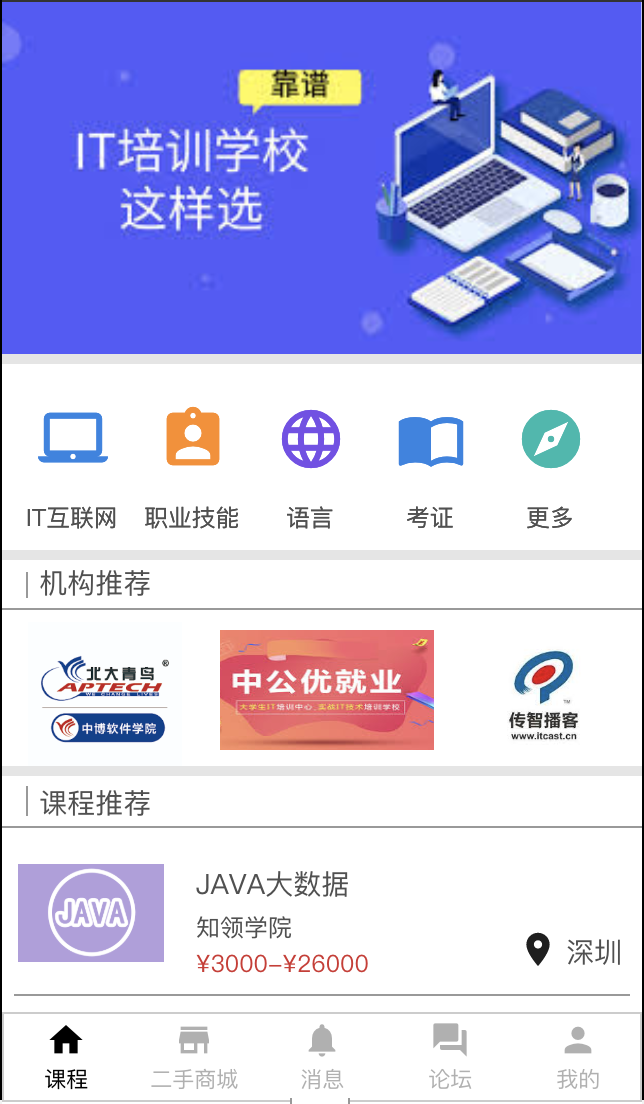 靠谱
IT培训学校
这样选
IT互联网
职业技能
语言
考证
更多
机构推荐
北大青鸟®
APTECH
WE CHANGE LIVES
中博软件学院
中公优就业
大学生IT培训中心_实战IT技术培训学校
TM
传智播客
www.itcast.cn
课程推荐
JAVA
JAVA大数据
知领学院
¥3000-¥26000
深圳
课程
二手商城
消息
论坛
我的